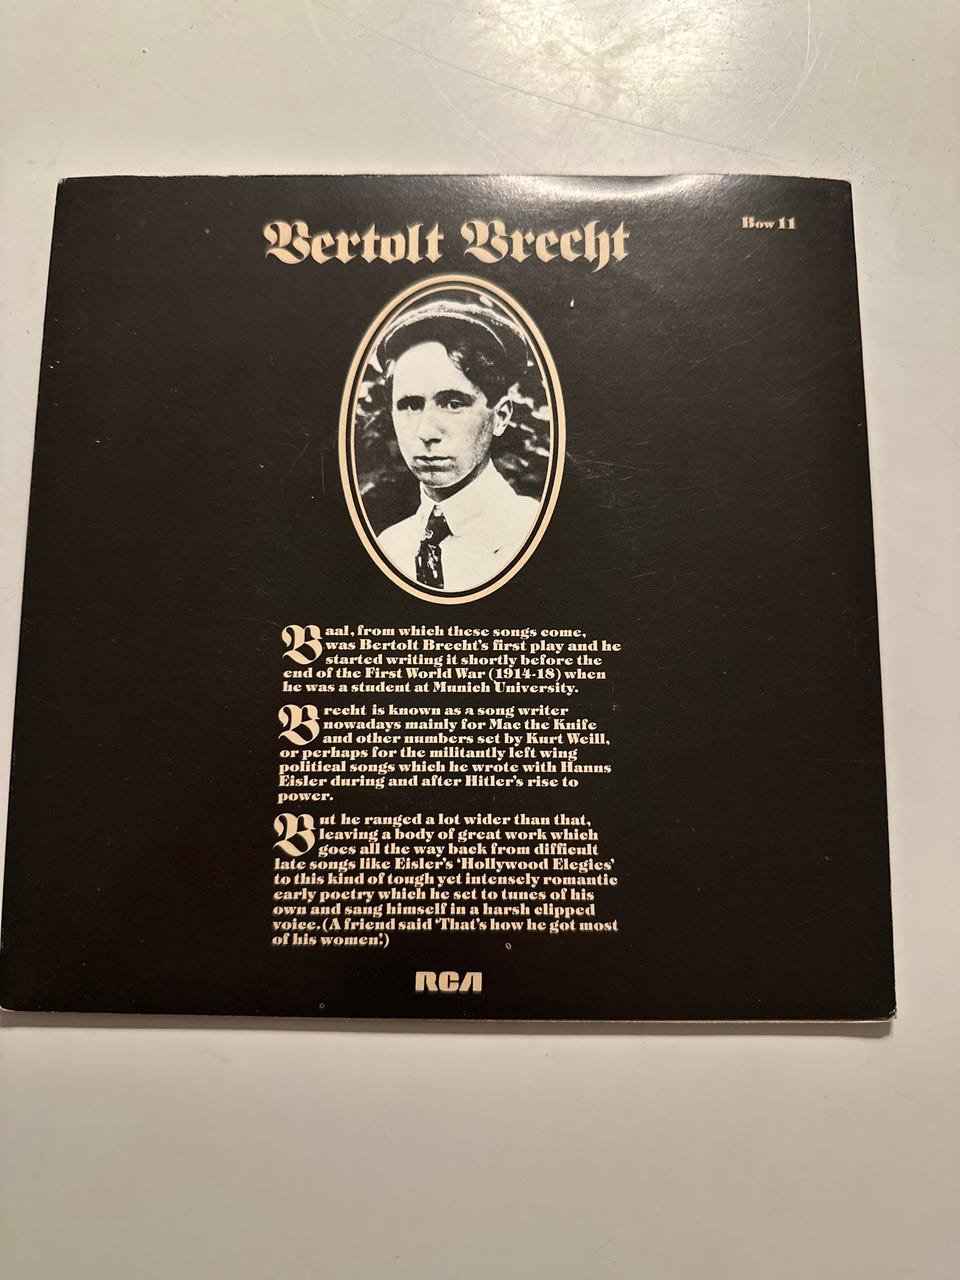 Bertolt Brecht
Bow 11
Baal, from which these songs come,
was Bertolt Brecht's first play and he
started writing it shortly before the
end of the First World War (1914-18) when
he was a student at Munich University.
Brecht is known as a song writer
nowadays mainly for Mac the Knife
and other numbers set by Kurt Weill,
or perhaps for the militantly left wing
political songs which he wrote with Hanns
Eisler during and after Hitler's rise to
power.
But he ranged a lot wider than that,
leaving a body of great work which
goes all the way back from difficult
late songs like Eisler's 'Hollywood Elegies'
to this kind of tough yet intensely romantic
early poetry which he set to tunes of his
own and sang himself in a harsh clipped
voice. (A friend said 'That's how he got most
of his women'.)
RCA